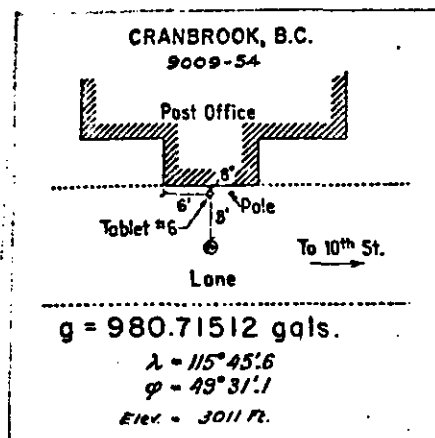 CRANBROOK, B.C.
9009-54
Post Office
8"
6' Pole
Tablet #6 8'
To 10th St.
Lane
g = 980.71512 gals.
λ = 115° 45'.6
φ = 49° 31'.1
Elev. = 3011 Ft.